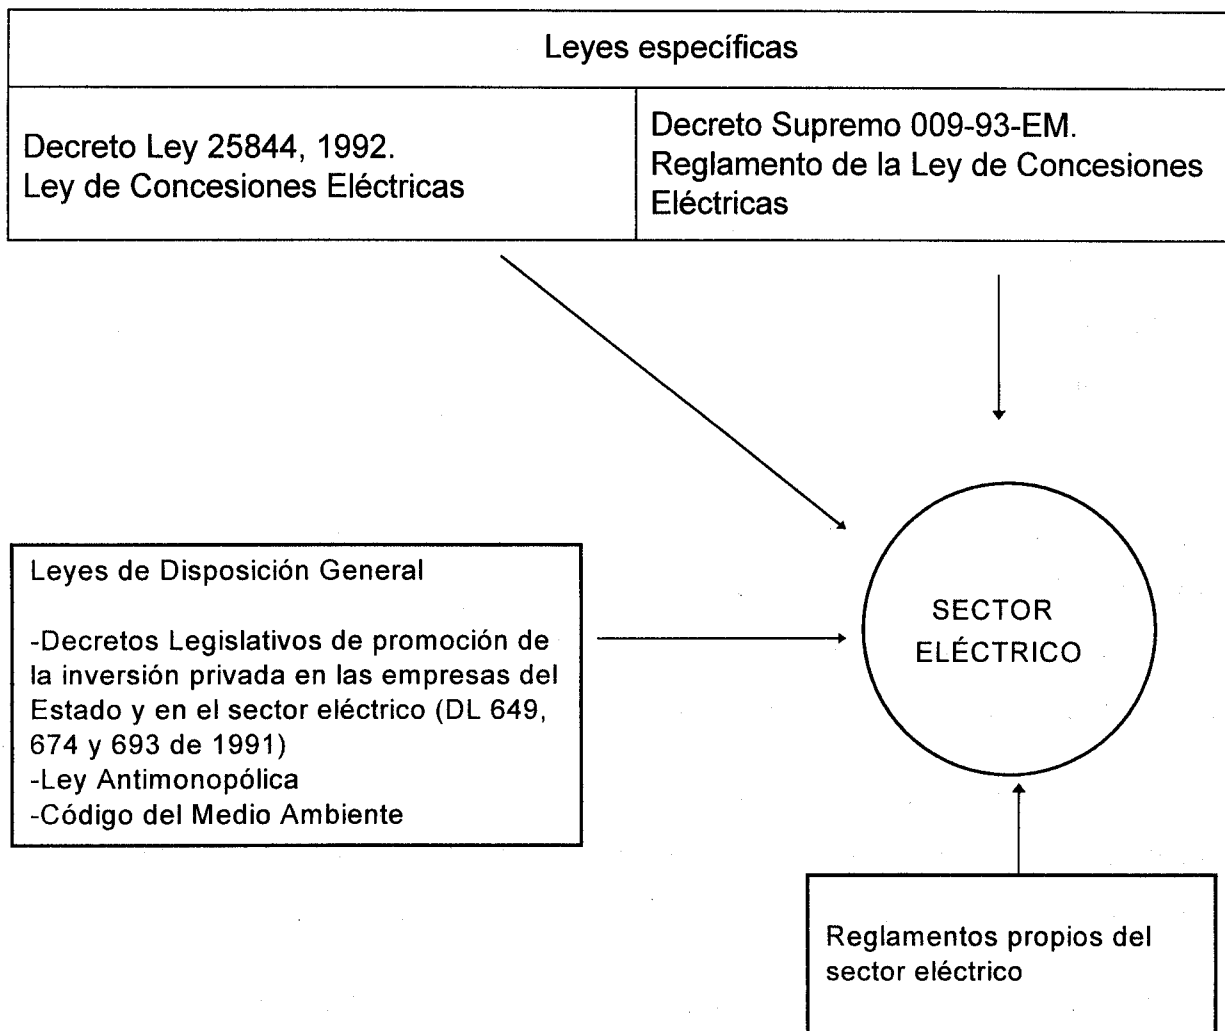 Leyes específicas
Decreto Ley 25844, 1992.
Ley de Concesiones Eléctricas
Decreto Supremo 009-93-EM.
Reglamento de la Ley de Concesiones
Eléctricas
Leyes de Disposición General
-Decretos Legislativos de promoción de
la inversión privada en las empresas del
Estado y en el sector eléctrico (DL 649,
674 y 693 de 1991)
-Ley Antimonopólica
-Código del Medio Ambiente
SECTOR
ELÉCTRICO
Reglamentos propios del
sector eléctrico